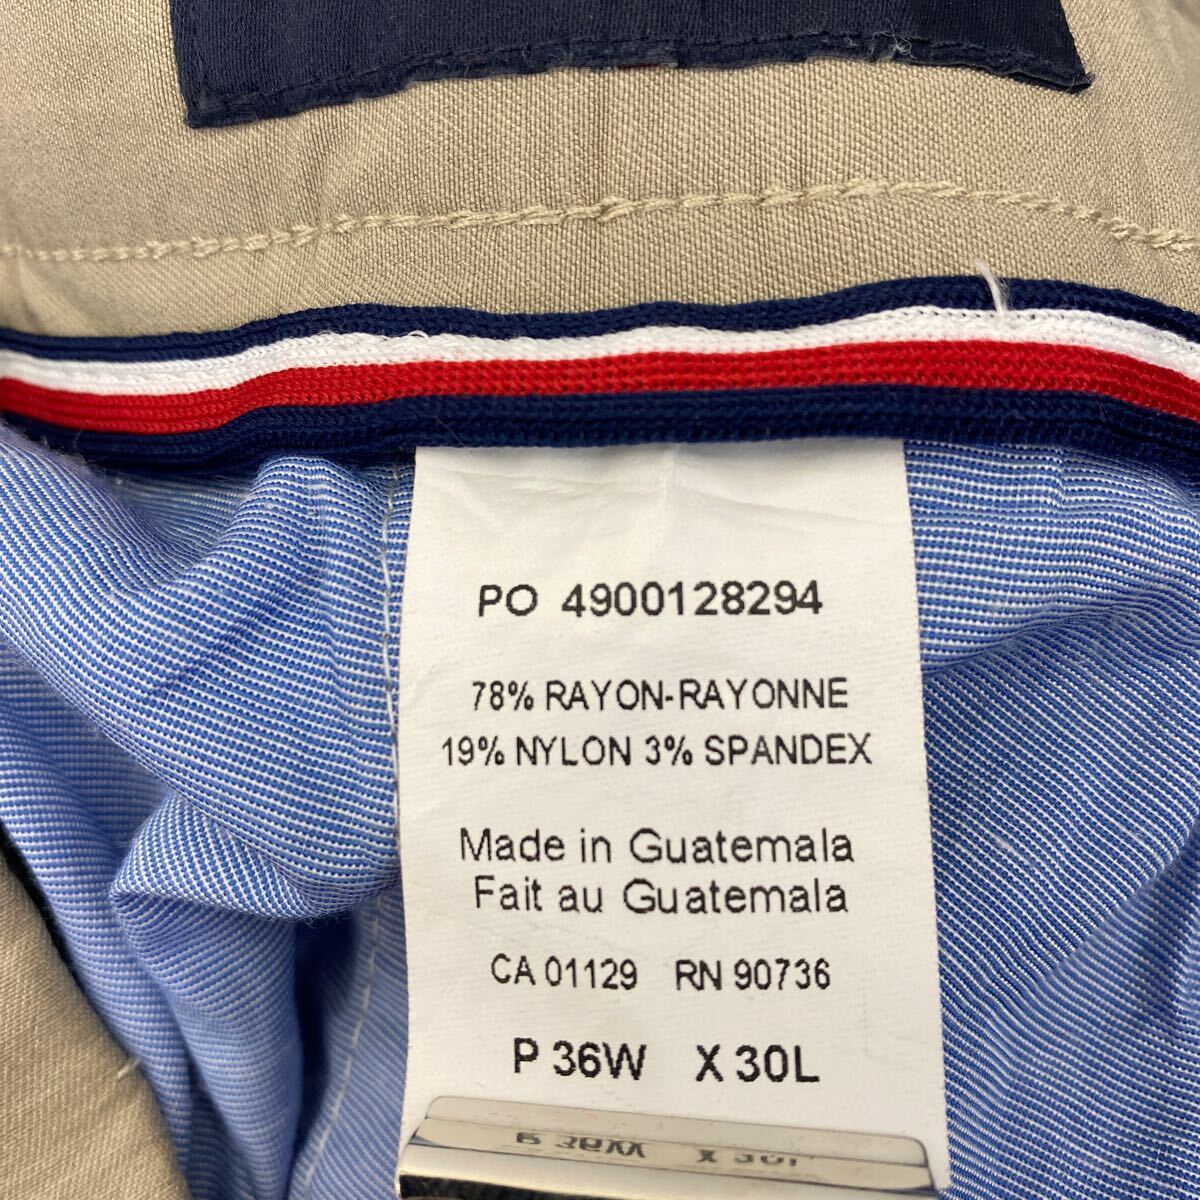 PO 4900128294
78% RAYON-RAYONNE
19% NYLON 3% SPANDEX
Made in Guatemala
Fait au Guatemala
CA 01129 RN 90736
P 36W X 30L